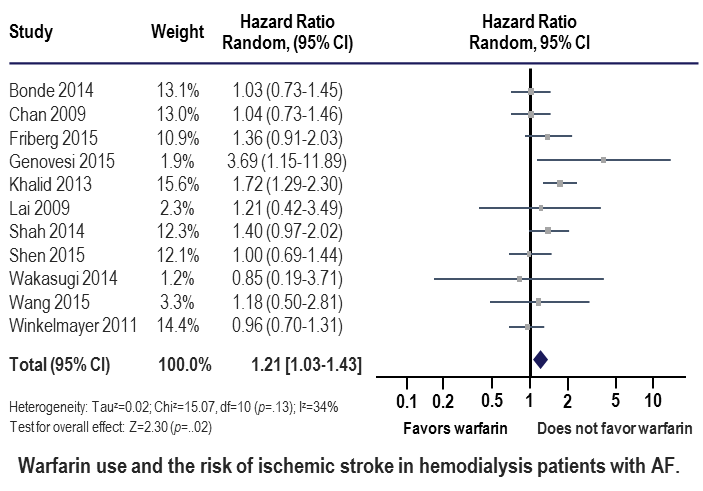 Study Weight Hazard Ratio Random, (95% CI) Hazard Ratio Random, 95% CI
Bonde 2014 13.1% 1.03 (0.73-1.45)
Chan 2009 13.0% 1.04 (0.73-1.46)
Friberg 2015 10.9% 1.36 (0.91-2.03)
Genovesi 2015 1.9% 3.69 (1.15-11.89)
Khalid 2013 15.6% 1.72 (1.29-2.30)
Lai 2009 2.3% 1.21 (0.42-3.49)
Shah 2014 12.3% 1.40 (0.97-2.02)
Shen 2015 12.1% 1.00 (0.69-1.44)
Wakasugi 2014 1.2% 0.85 (0.19-3.71)
Wang 2015 3.3% 1.18 (0.50-2.81)
Winkelmayer 2011 14.4% 0.96 (0.70-1.31)
Total (95% CI) 100.0% 1.21 [1.03-1.43]
0.1 0.2 0.5 1 2 5 10
Heterogeneity: Tau²=0.02; Chi²=15.07, df=10 (p=.13); I²=34%
Test for overall effect: Z=2.30 (p=..02)
Favors warfarin Does not favor warfarin
Warfarin use and the risk of ischemic stroke in hemodialysis patients with AF.